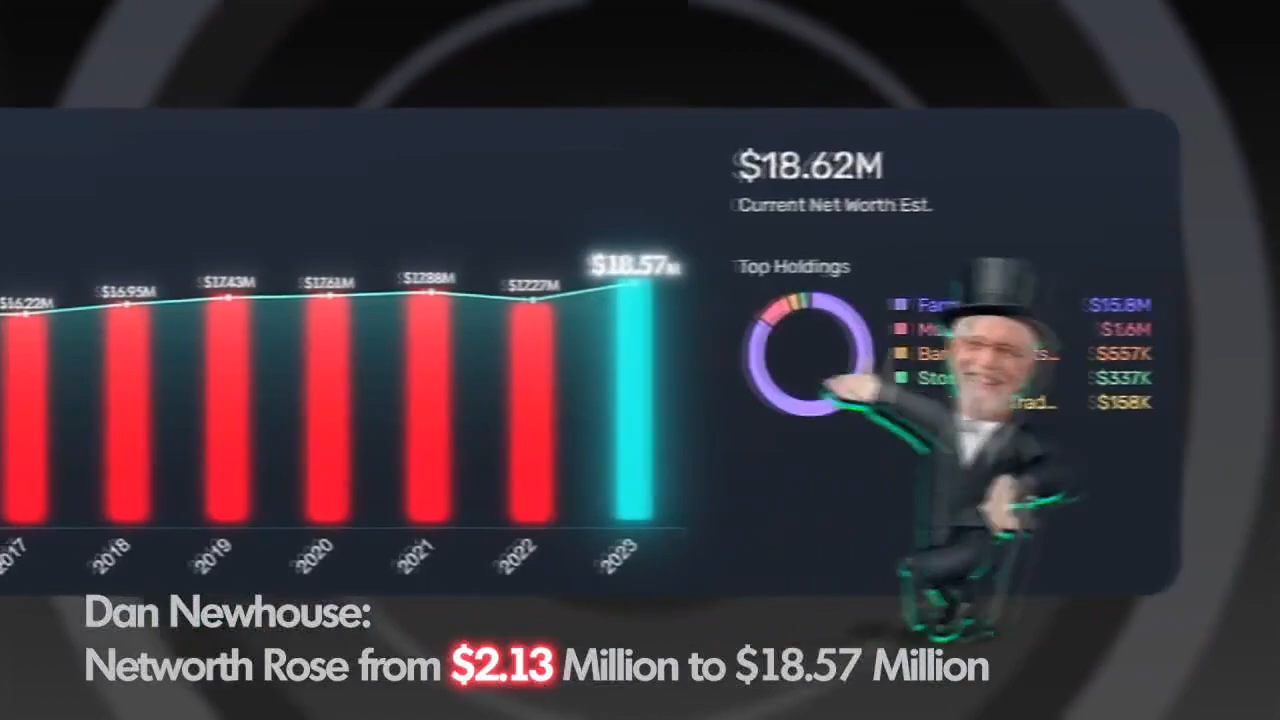 $18.62M
Current Net Worth Est.
Top Holdings
$15.8M
$1.6M
$557K
$337K
$158K
$16.22M
$16.95M
$17.43M
$17.61M
$17.88M
$17.27M
$18.57M
2017
2018
2019
2020
2021
2022
2023
Dan Newhouse:
Networth Rose from $2.13 Million to $18.57 Million